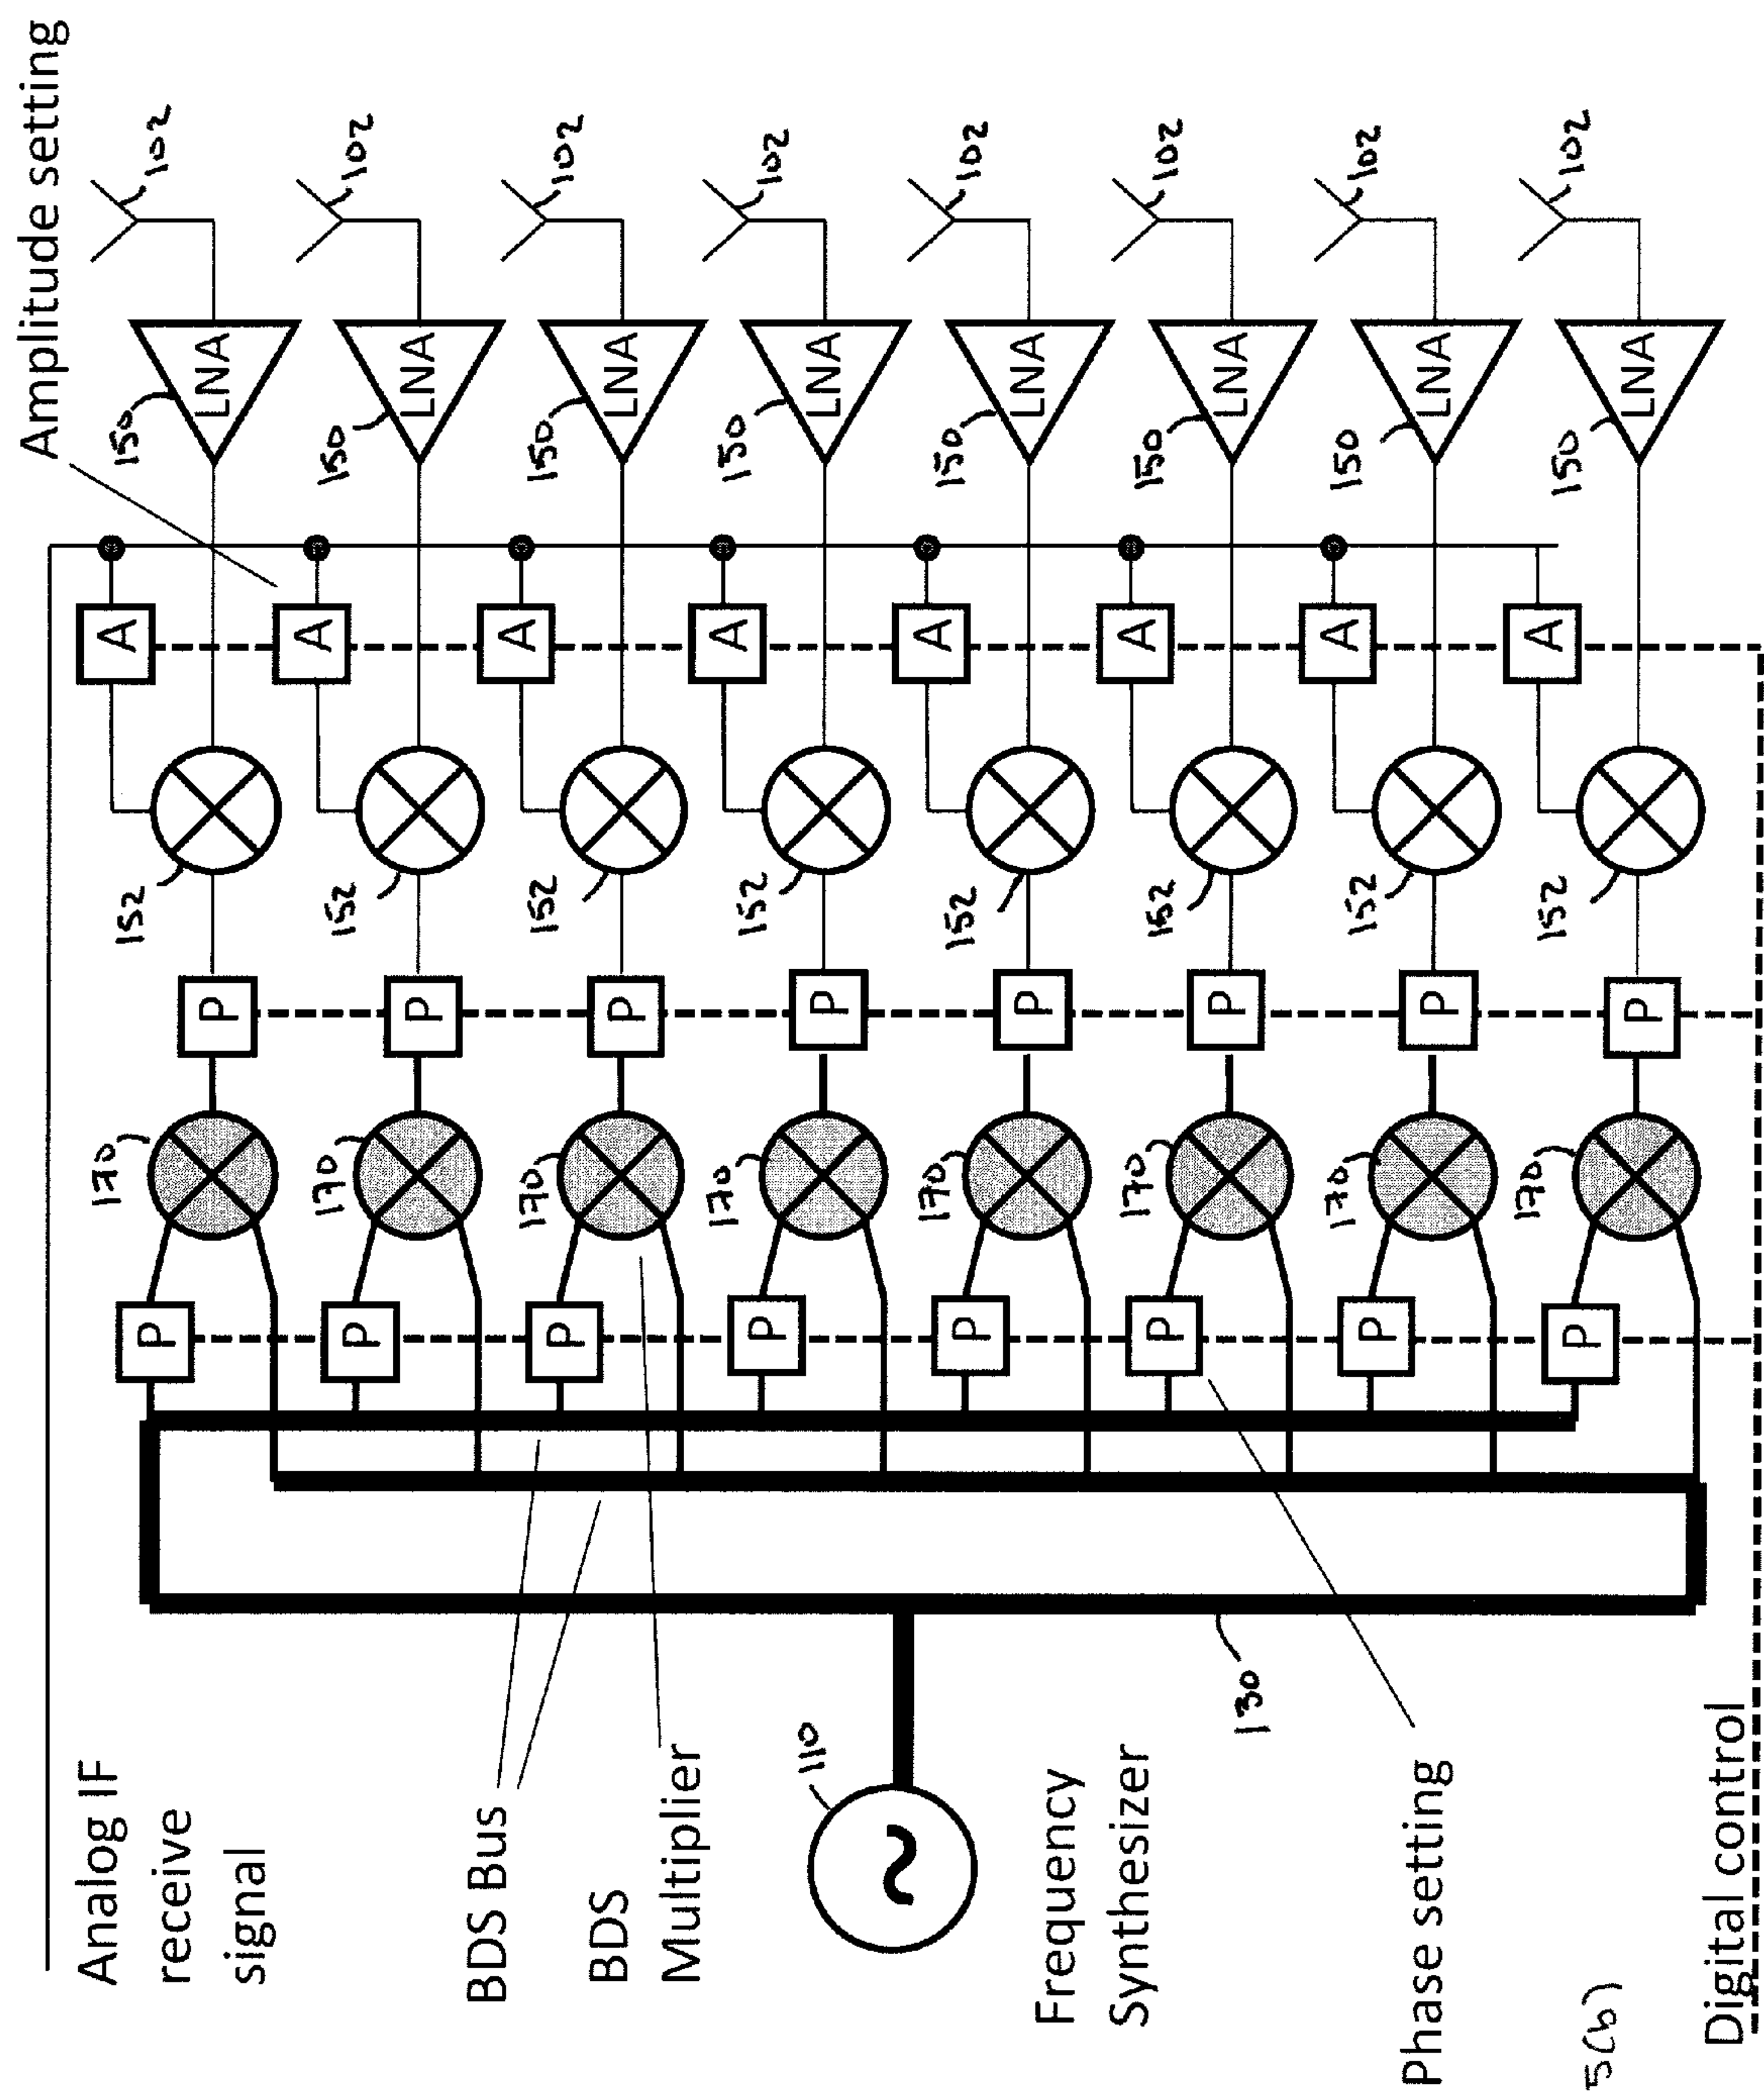 Amplitude setting
Analog IF
receive
signal
170
152
A
150
102
P
P
LNA
170
152
A
150
102
P
P
LNA
BDS Bus
170
152
A
150
102
P
P
LNA
BDS
Multiplier
170
152
A
150
102
P
P
LNA
110
170
152
A
150
102
P
P
LNA
Frequency
Synthesizer
170
152
A
150
102
P
P
LNA
130
170
152
A
150
102
P
P
LNA
Phase setting
170
152
A
150
102
P
P
LNA
5(b)
Digital control